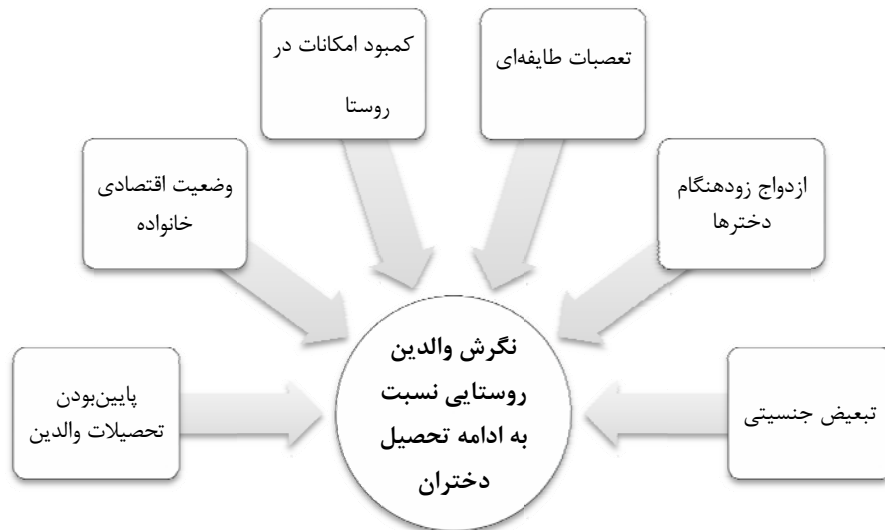 تعصبات طایفه‌ای
کمبود امکانات در
روستا
ازدواج زودهنگام
دخترها
وضعیت اقتصادی
خانواده
تبعیض جنسیتی
پایین‌بودن
تحصیلات والدین
نگرش والدین
روستایی نسبت
به ادامه تحصیل
دختران